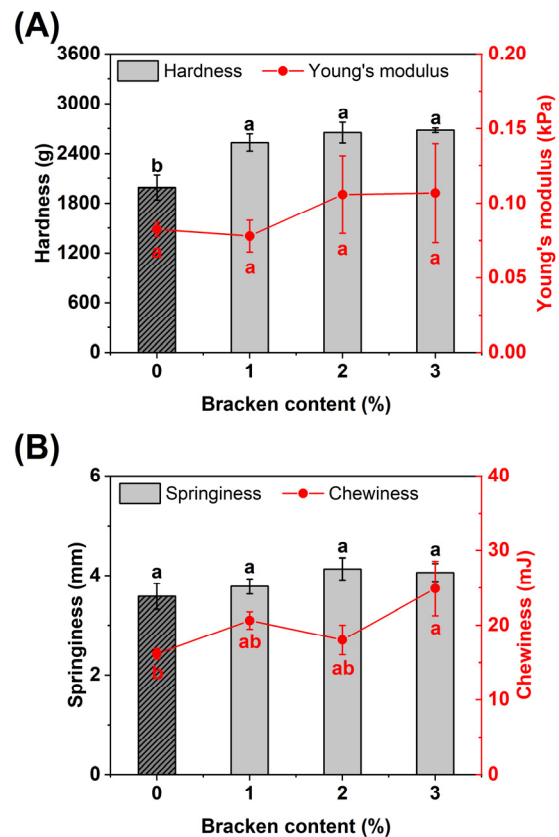 (A)
Hardness Young's modulus
3600
3000
2400
1800
1200
600
0
0.20
0.15
0.10
0.05
0.00
Hardness (g)
Young's modulus (kPa)
b a a a
a a a a
0 1 2 3
Bracken content (%)
(B)
Springiness Chewiness
6
4
2
0
40
30
20
10
0
Springiness (mm)
Chewiness (mJ)
a a a a
b ab ab a
0 1 2 3
Bracken content (%)